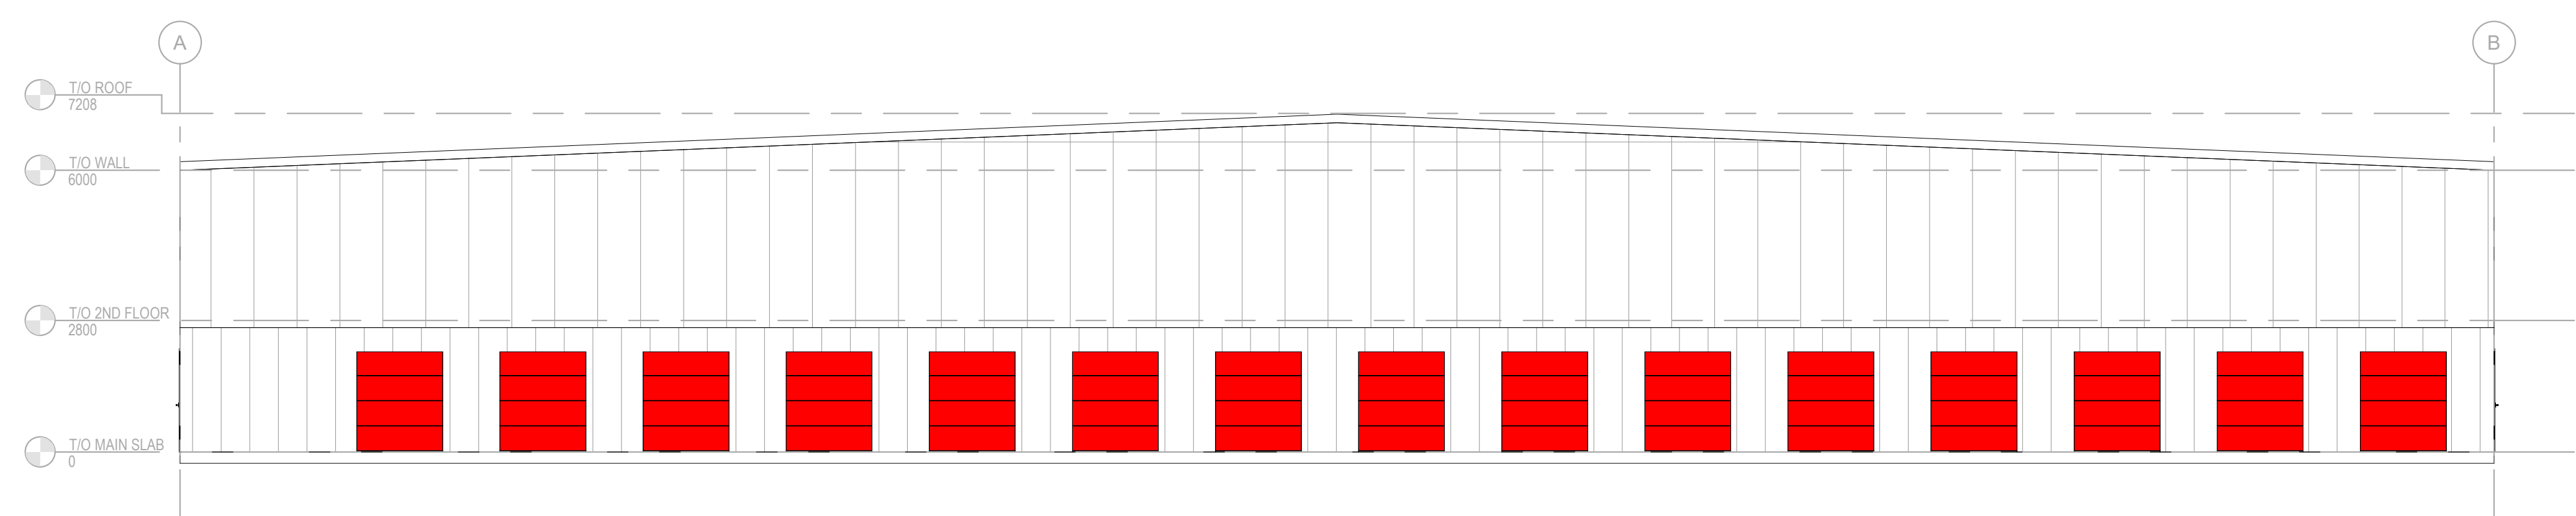 A
B
T/O ROOF
7208
T/O WALL
6000
T/O 2ND FLOOR
2800
T/O MAIN SLAB
0